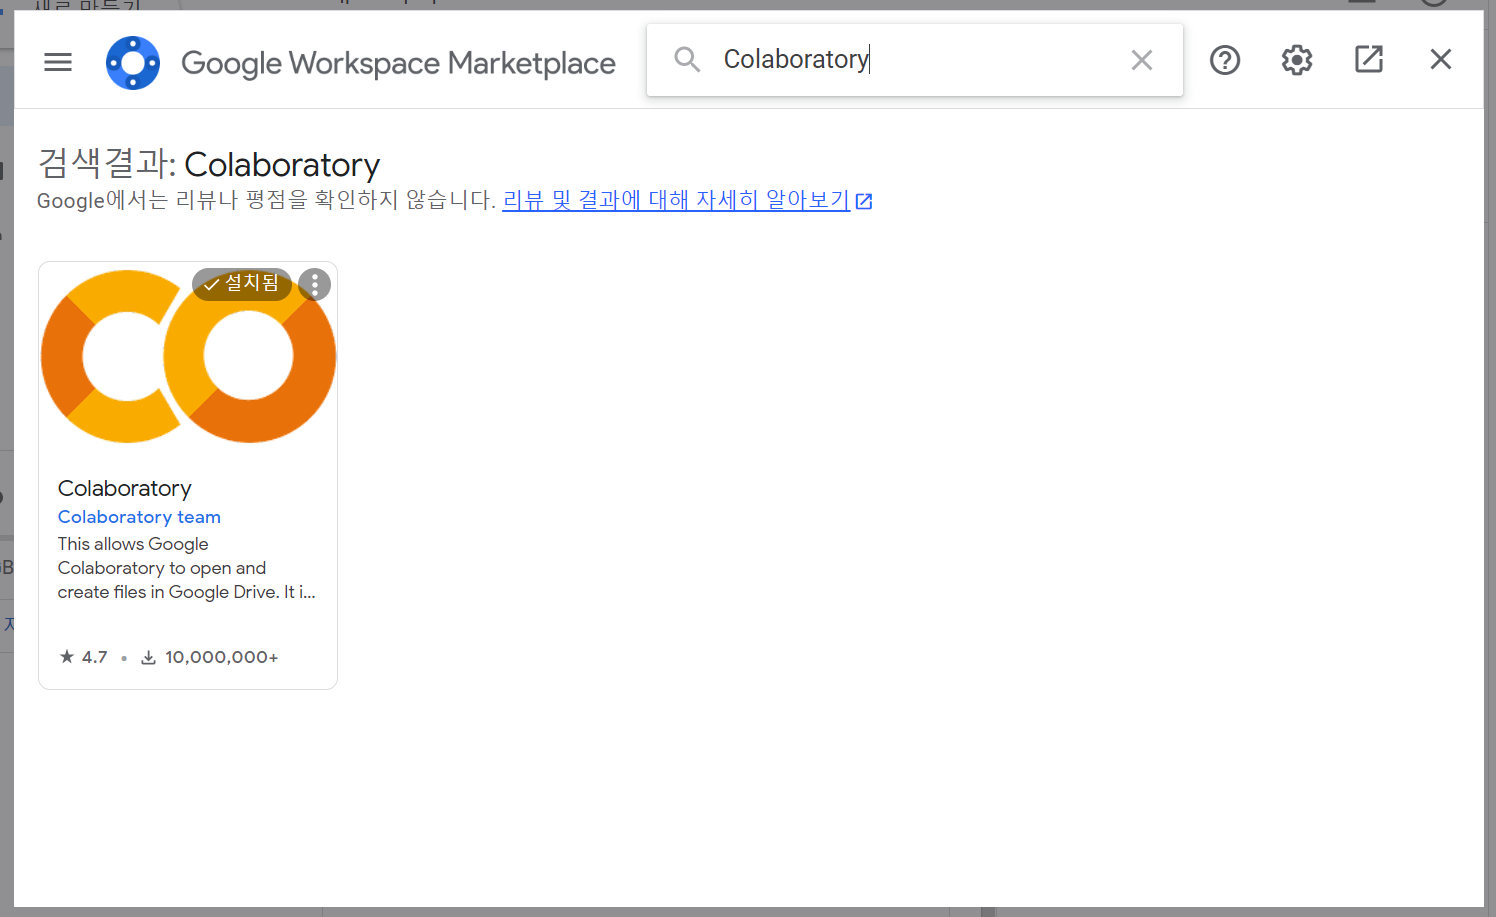 Google Workspace Marketplace
Colaboratory
검색결과: Colaboratory
Google에서는 리뷰나 평점을 확인하지 않습니다. 리뷰 및 결과에 대해 자세히 알아보기
설치됨
Colaboratory
Colaboratory team
This allows Google
Colaboratory to open and
create files in Google Drive. It i...
4.7 • 10,000,000+